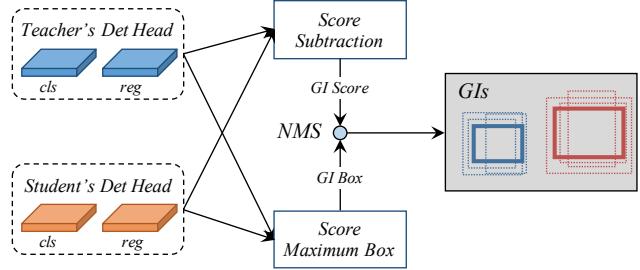 Teacher's Det Head
cls
reg
Student's Det Head
cls
reg
Score
Subtraction
GI Score
NMS
GI Box
Score
Maximum Box
GIs